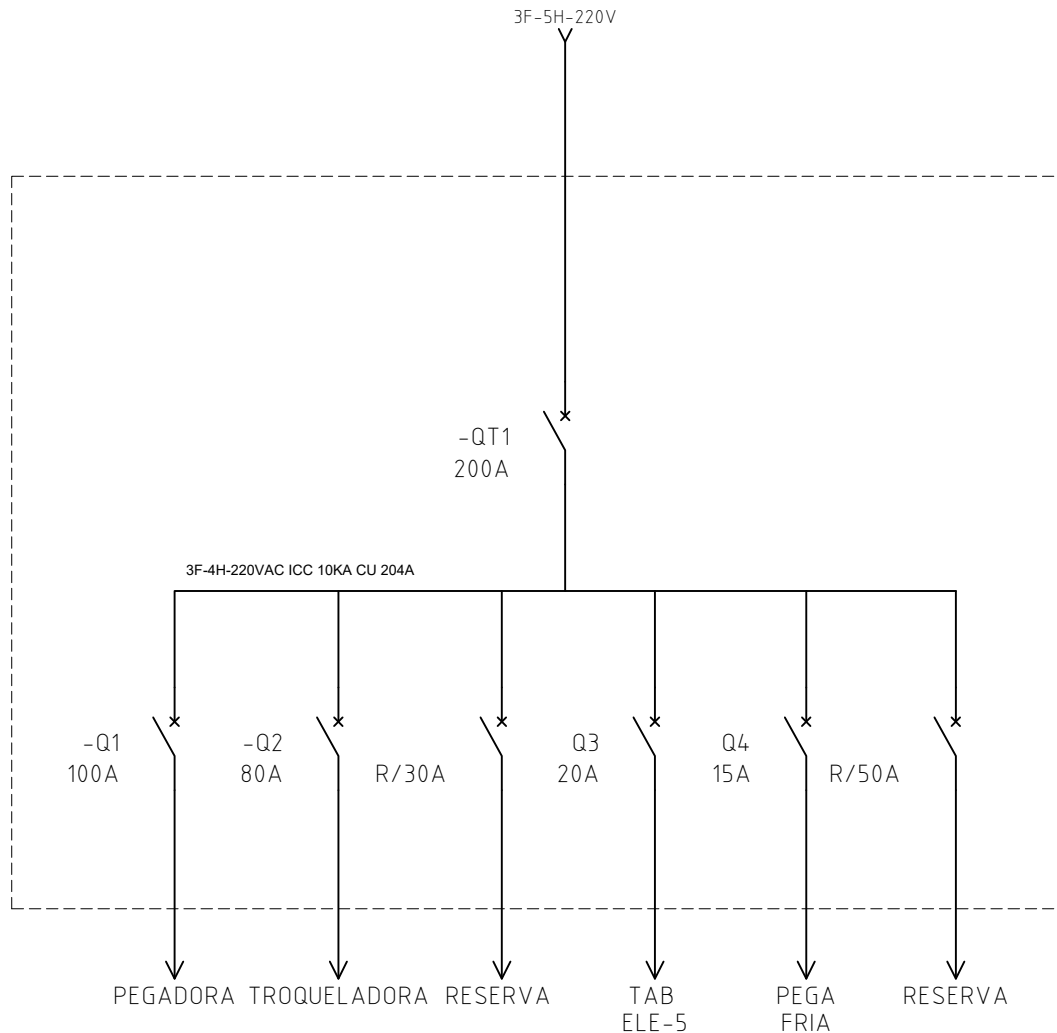 3F-5H-220V
-QT1
200A
3F-4H-220VAC ICC 10KA CU 204A
-Q1
100A
-Q2
80A
R/30A
Q3
20A
Q4
15A
R/50A
PEGADORA
TROQUELADORA
RESERVA
TAB
ELE-5
PEGA
FRIA
RESERVA